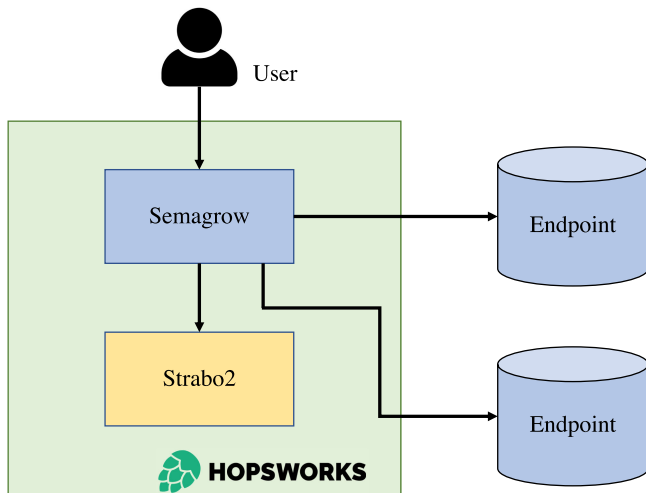 User
Semagrow
Endpoint
Strabo2
Endpoint
HOPSWORKS